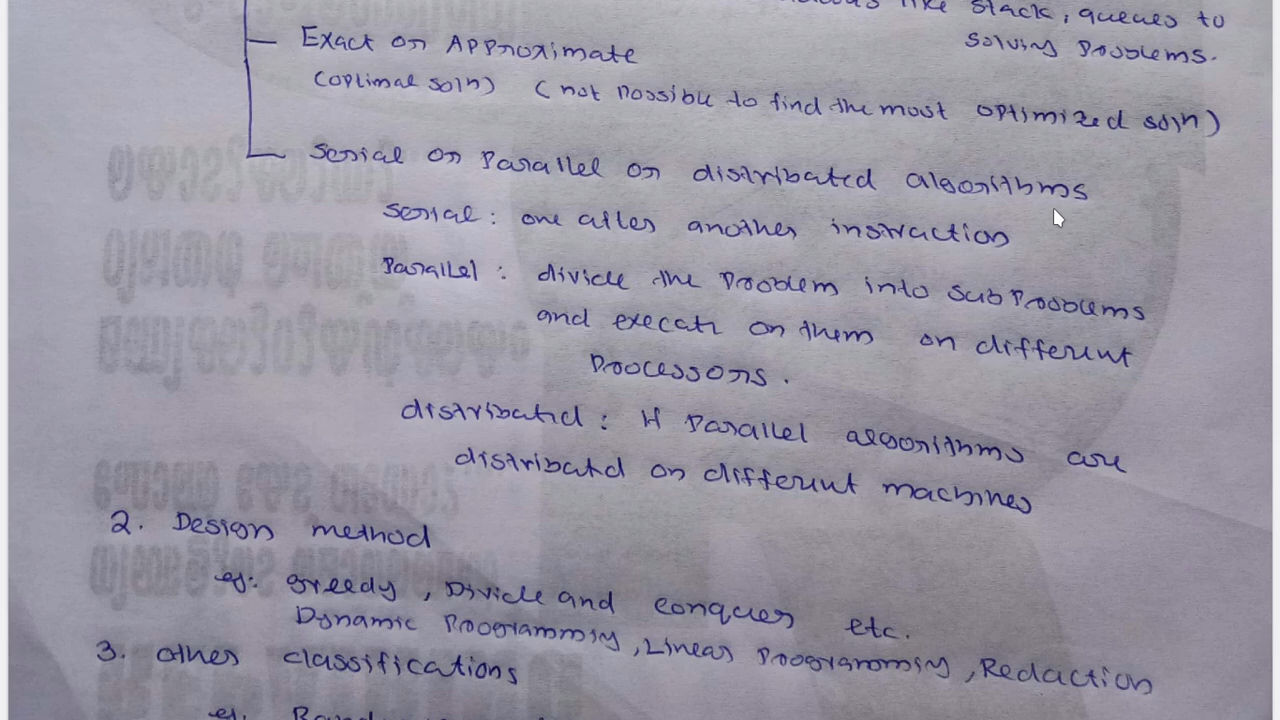 like stack, queues to
solving problems.
Exact or Approximate
(optimal soln) (not possible to find the most optimized soln)
serial or parallel or distributed algorithms
serial: one after another instruction
parallel: divide the problem into subproblems
and execute on them on different
processors.
distributed: If parallel algorithms are
distributed on different machines
2. Design method
eg: greedy, Divide and conquer etc.
Dynamic programming, Linear programming, Reduction
3. other classifications
eg.